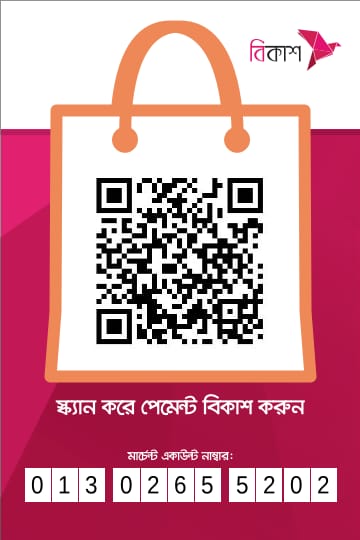 বিকাশ
স্ক্যান করে পেমেন্ট বিকাশ করুন
মার্চেন্ট একাউন্ট নাম্বার:
013 0265 5202